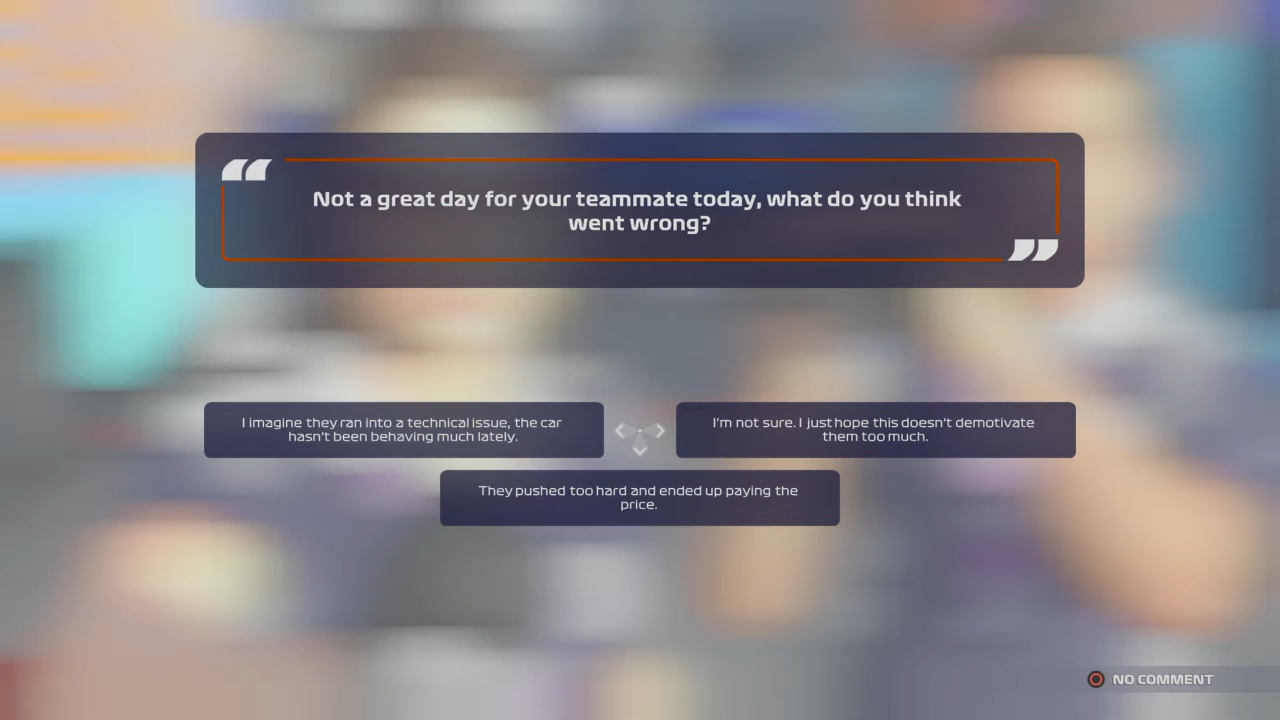 Not a great day for your teammate today, what do you think
went wrong?
I imagine they ran into a technical issue, the car
hasn't been behaving much lately.
I'm not sure. I just hope this doesn't demotivate
them too much.
They pushed too hard and ended up paying the
price.
NO COMMENT